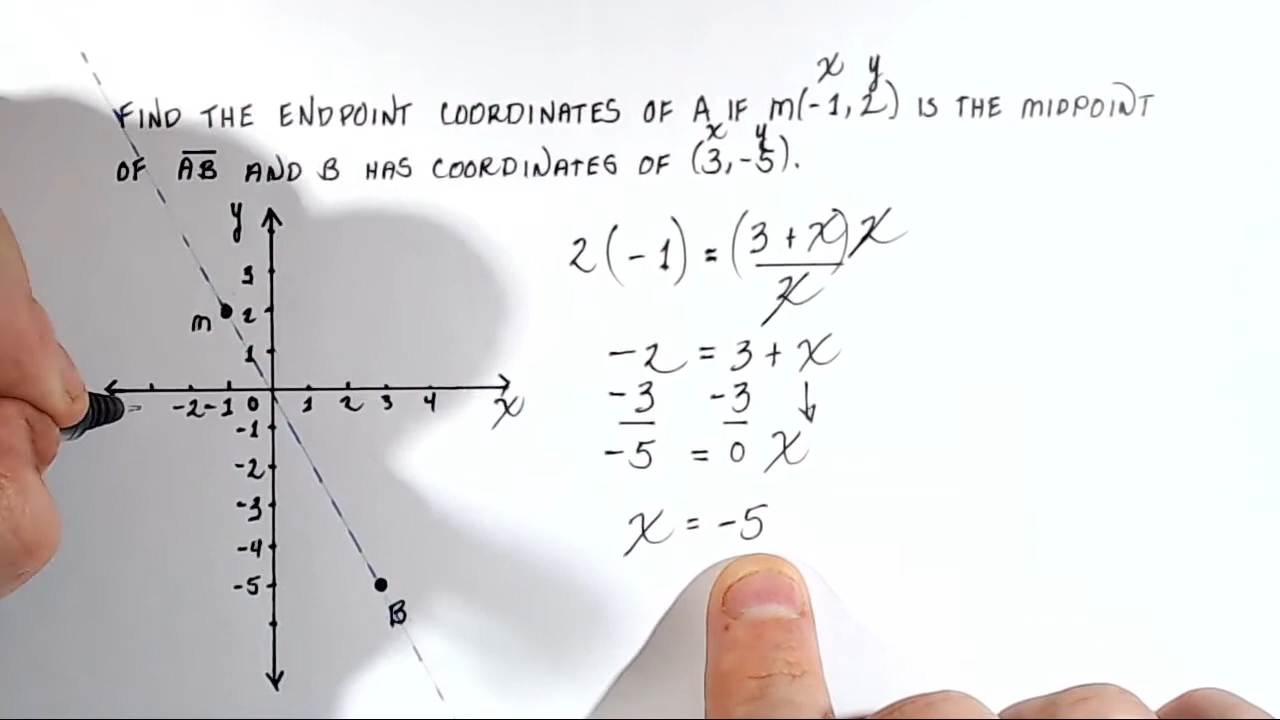 x y
FIND THE ENDPOINT COORDINATES OF A IF m(-1, 2) IS THE MIDPOINT
x y
OF AB AND B HAS COORDINATES OF (3, -5).
y
3
m 2
1
-2 -1 0 1 2 3 4 x
-1
-2
-3
-4
-5
B
2(-1) = (3 + x)x
x
-2 = 3 + x
-3 -3 ↓
-5 = 0 x
x = -5